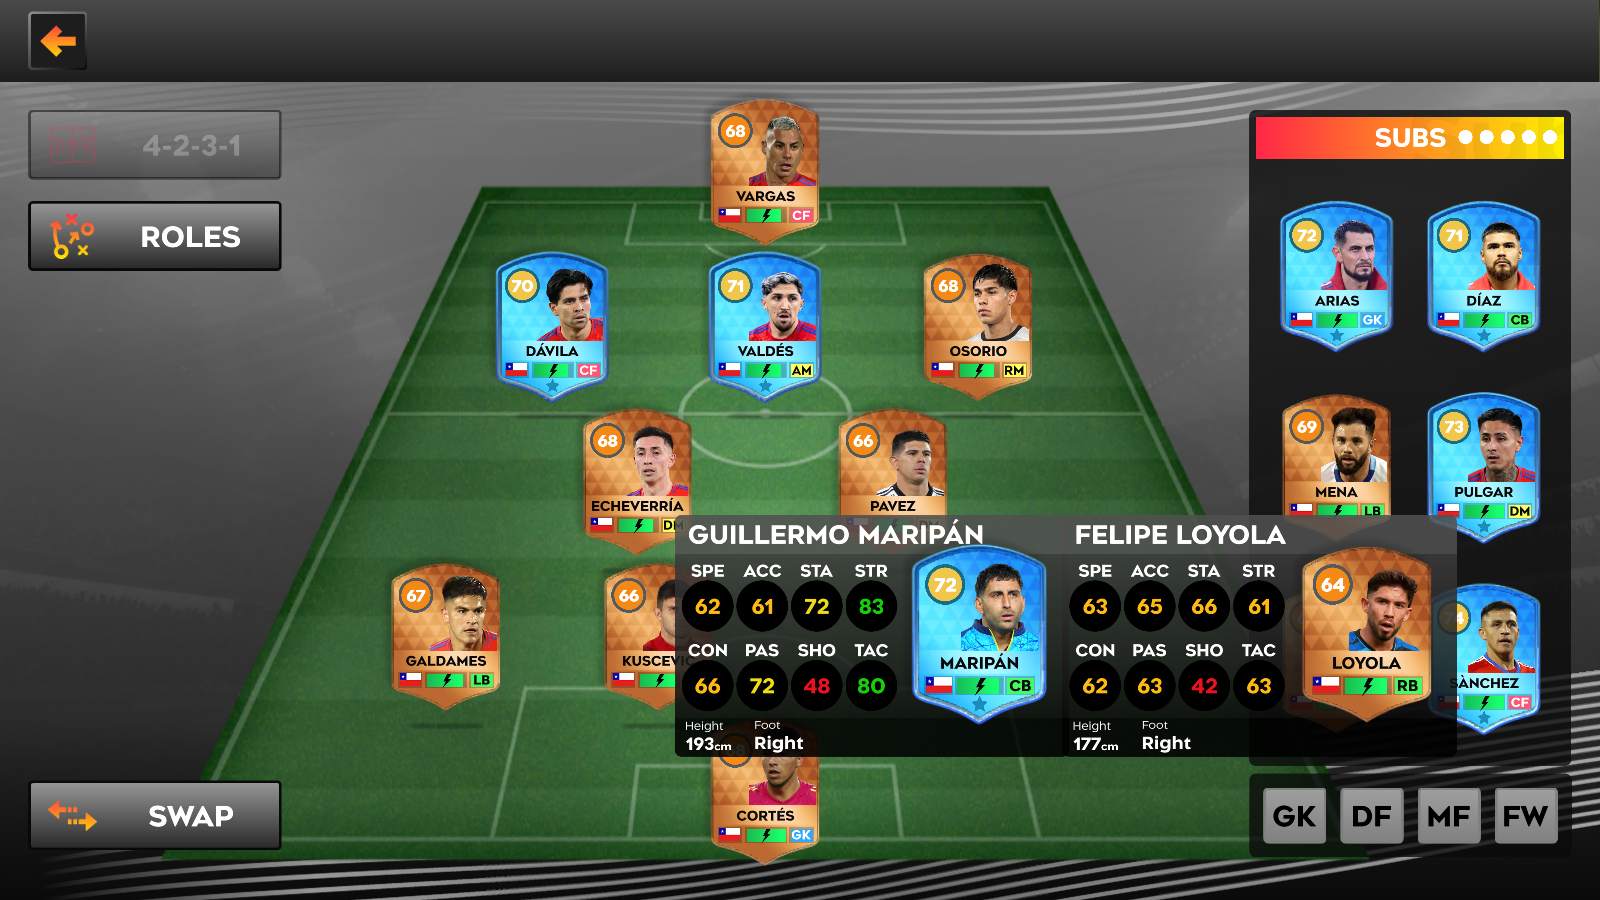 4-2-3-1
ROLES
SWAP
68
VARGAS
CF
70
DÁVILA
CF
71
VALDÉS
AM
68
OSORIO
RM
68
ECHEVERRÍA
DM
66
PAVEZ
67
GALDAMES
LB
66
KUSCEVIC
CORTÉS
GK
GUILLERMO MARIPÁN
SPE ACC STA STR
62 61 72 83
CON PAS SHO TAC
66 72 48 80
Height Foot
193cm Right
72
MARIPÁN
CB
FELIPE LOYOLA
SPE ACC STA STR
63 65 66 61
CON PAS SHO TAC
62 63 42 63
Height Foot
177cm Right
64
LOYOLA
RB
SUBS
72
ARIAS
GK
71
DÍAZ
CB
69
MENA
LB
73
PULGAR
DM
SÀNCHEZ
CF
GK DF MF FW